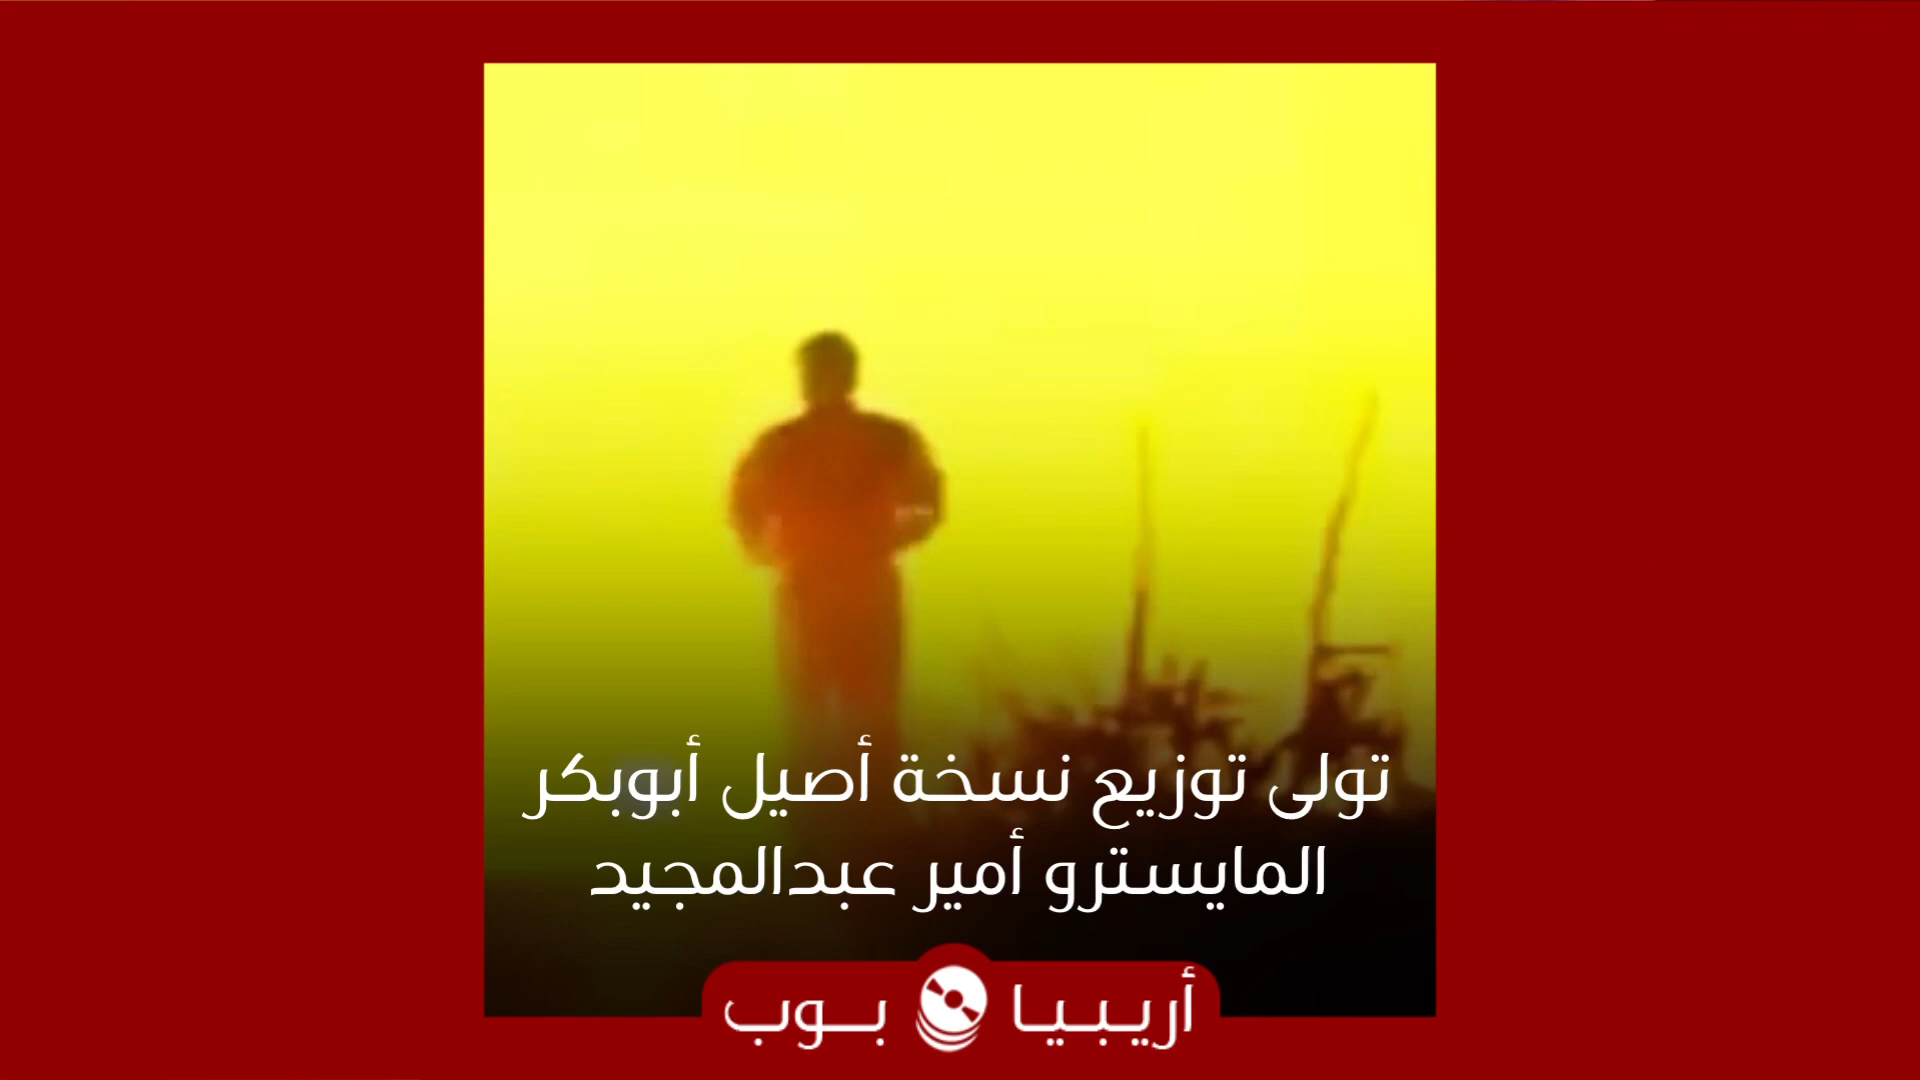 تولى توزيع نسخة أصيل أبوبكر
المايسترو أمير عبدالمجيد
أريبيا بوب